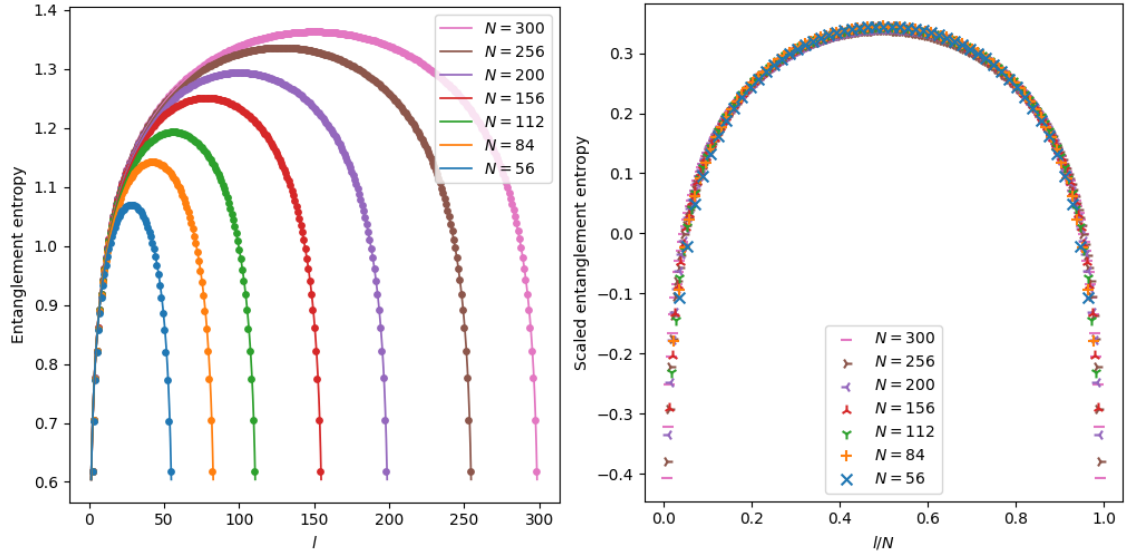 Entanglement entropy
1.4
1.3
1.2
1.1
1.0
0.9
0.8
0.7
0.6
0
50
100
150
200
250
300
l
N = 300
N = 256
N = 200
N = 156
N = 112
N = 84
N = 56
Scaled entanglement entropy
0.3
0.2
0.1
0.0
−0.1
−0.2
−0.3
−0.4
0.0
0.2
0.4
0.6
0.8
1.0
l/N
N = 300
N = 256
N = 200
N = 156
N = 112
N = 84
N = 56